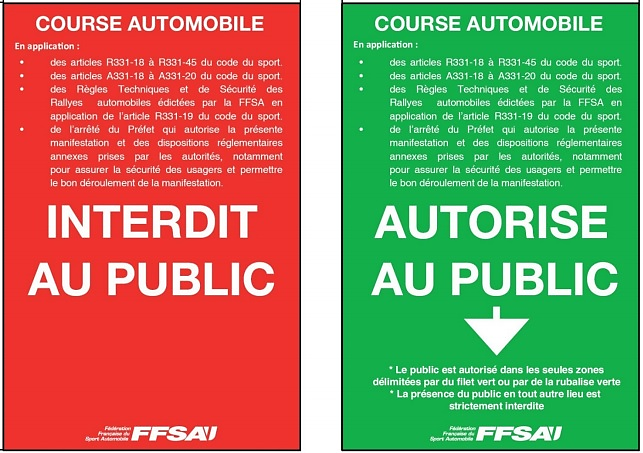 COURSE AUTOMOBILE
En application :
• des articles R331-18 à R331-45 du code du sport.
• des articles A331-18 à A331-20 du code du sport.
• des Règles Techniques et de Sécurité des
Rallyes automobiles édictées par la FFSA en
application de l'article R331-19 du code du sport.
• de l'arrêté du Préfet qui autorise la présente
manifestation et des dispositions réglementaires
annexes prises par les autorités, notamment
pour assurer la sécurité des usagers et permettre
le bon déroulement de la manifestation.
INTERDIT
AU PUBLIC
Fédération
Française du
Sport Automobile
FFSA
COURSE AUTOMOBILE
En application :
• des articles R331-18 à R331-45 du code du sport.
• des articles A331-18 à A331-20 du code du sport.
• des Règles Techniques et de Sécurité des
Rallyes automobiles édictées par la FFSA en
application de l'article R331-19 du code du sport.
• de l'arrêté du Préfet qui autorise la présente
manifestation et des dispositions réglementaires
annexes prises par les autorités, notamment
pour assurer la sécurité des usagers et permettre
le bon déroulement de la manifestation.
AUTORISE
AU PUBLIC
* Le public est autorisé dans les seules zones
délimitées par du filet vert ou par de la rubalise verte
* La présence du public en tout autre lieu est
strictement interdite
Fédération
Française du
Sport Automobile
FFSA